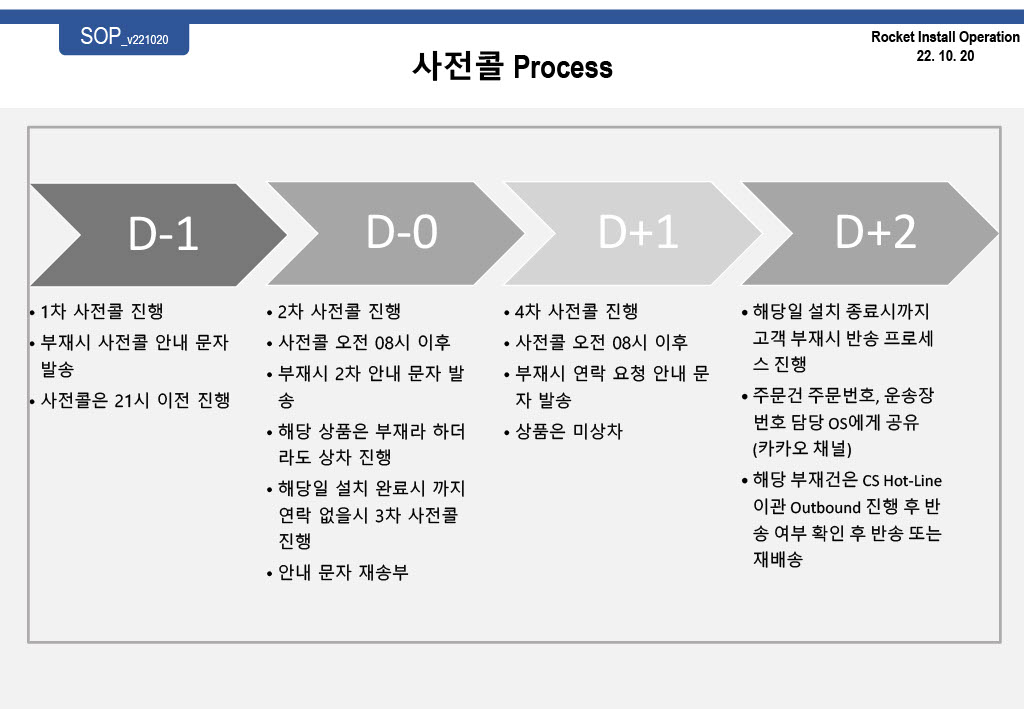 SOP_v221020
Rocket Install Operation
22. 10. 20
사전콜 Process
D-1
• 1차 사전콜 진행
• 부재시 사전콜 안내 문자
발송
• 사전콜은 21시 이전 진행
D-0
• 2차 사전콜 진행
• 사전콜 오전 08시 이후
• 부재시 2차 안내 문자 발
송
• 해당 상품은 부재라 하더
라도 상차 진행
• 해당일 설치 완료시 까지
연락 없을시 3차 사전콜
진행
• 안내 문자 재송부
D+1
• 4차 사전콜 진행
• 사전콜 오전 08시 이후
• 부재시 연락 요청 안내 문
자 발송
• 상품은 미상차
D+2
• 해당일 설치 종료시까지
고객 부재시 반송 프로세
스 진행
• 주문건 주문번호, 운송장
번호 담당 OS에게 공유
(카카오 채널)
• 해당 부재건은 CS Hot-Line
이관 Outbound 진행 후 반
송 여부 확인 후 반송 또는
재배송